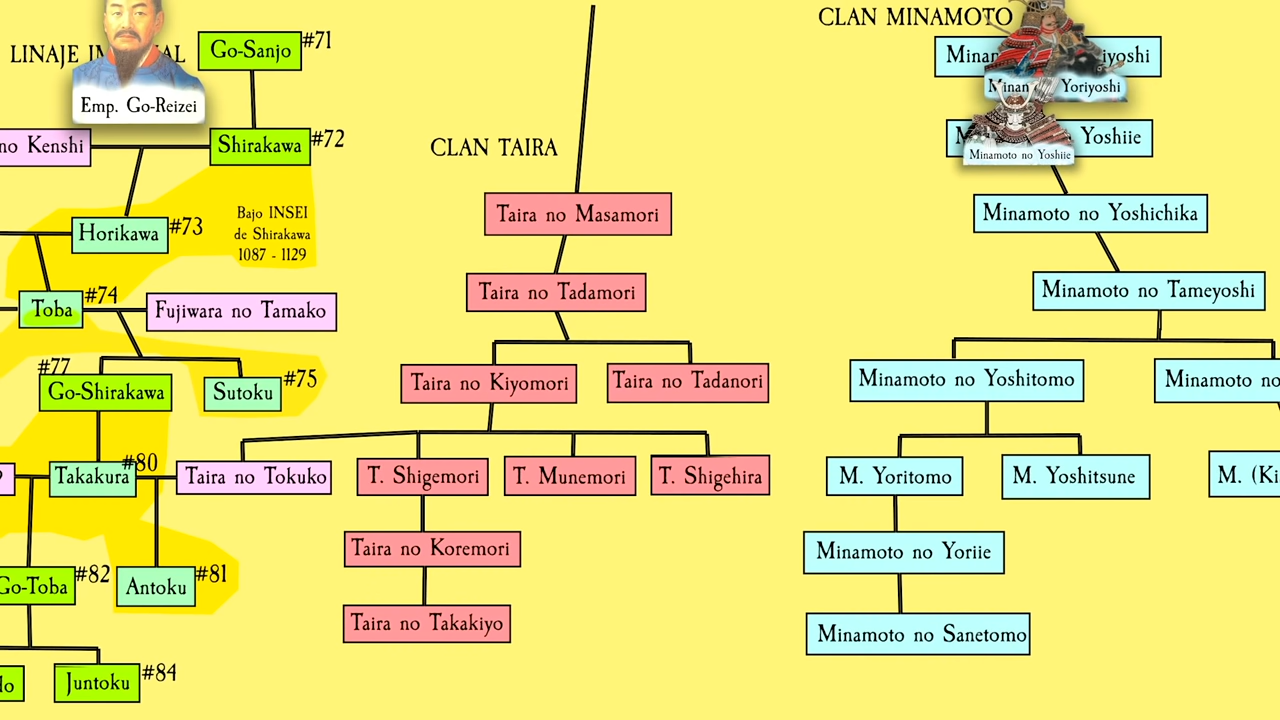 LINAJE
Emp. Go-Reizei
Go-Sanjo
#71
no Kenshi
Shirakawa
#72
Horikawa
#73
Bajo INSEI
de Shirakawa
1087 - 1129
Toba
#74
Fujiwara no Tamako
#77
Go-Shirakawa
Sutoku
#75
Takakura
#80
Taira no Tokuko
Go-Toba
#82
Antoku
#81
Juntoku
#84
CLAN TAIRA
Taira no Masamori
Taira no Tadamori
Taira no Kiyomori
Taira no Tadanori
T. Shigemori
T. Munemori
T. Shigehira
Taira no Koremori
Taira no Takakiyo
CLAN MINAMOTO
Yoriyoshi
Yoshiie
Minamoto no Yoshiie
Minamoto no Yoshichika
Minamoto no Tameyoshi
Minamoto no Yoshitomo
Minamoto no
M. Yoritomo
M. Yoshitsune
M. (Ki
Minamoto no Yoriie
Minamoto no Sanetomo